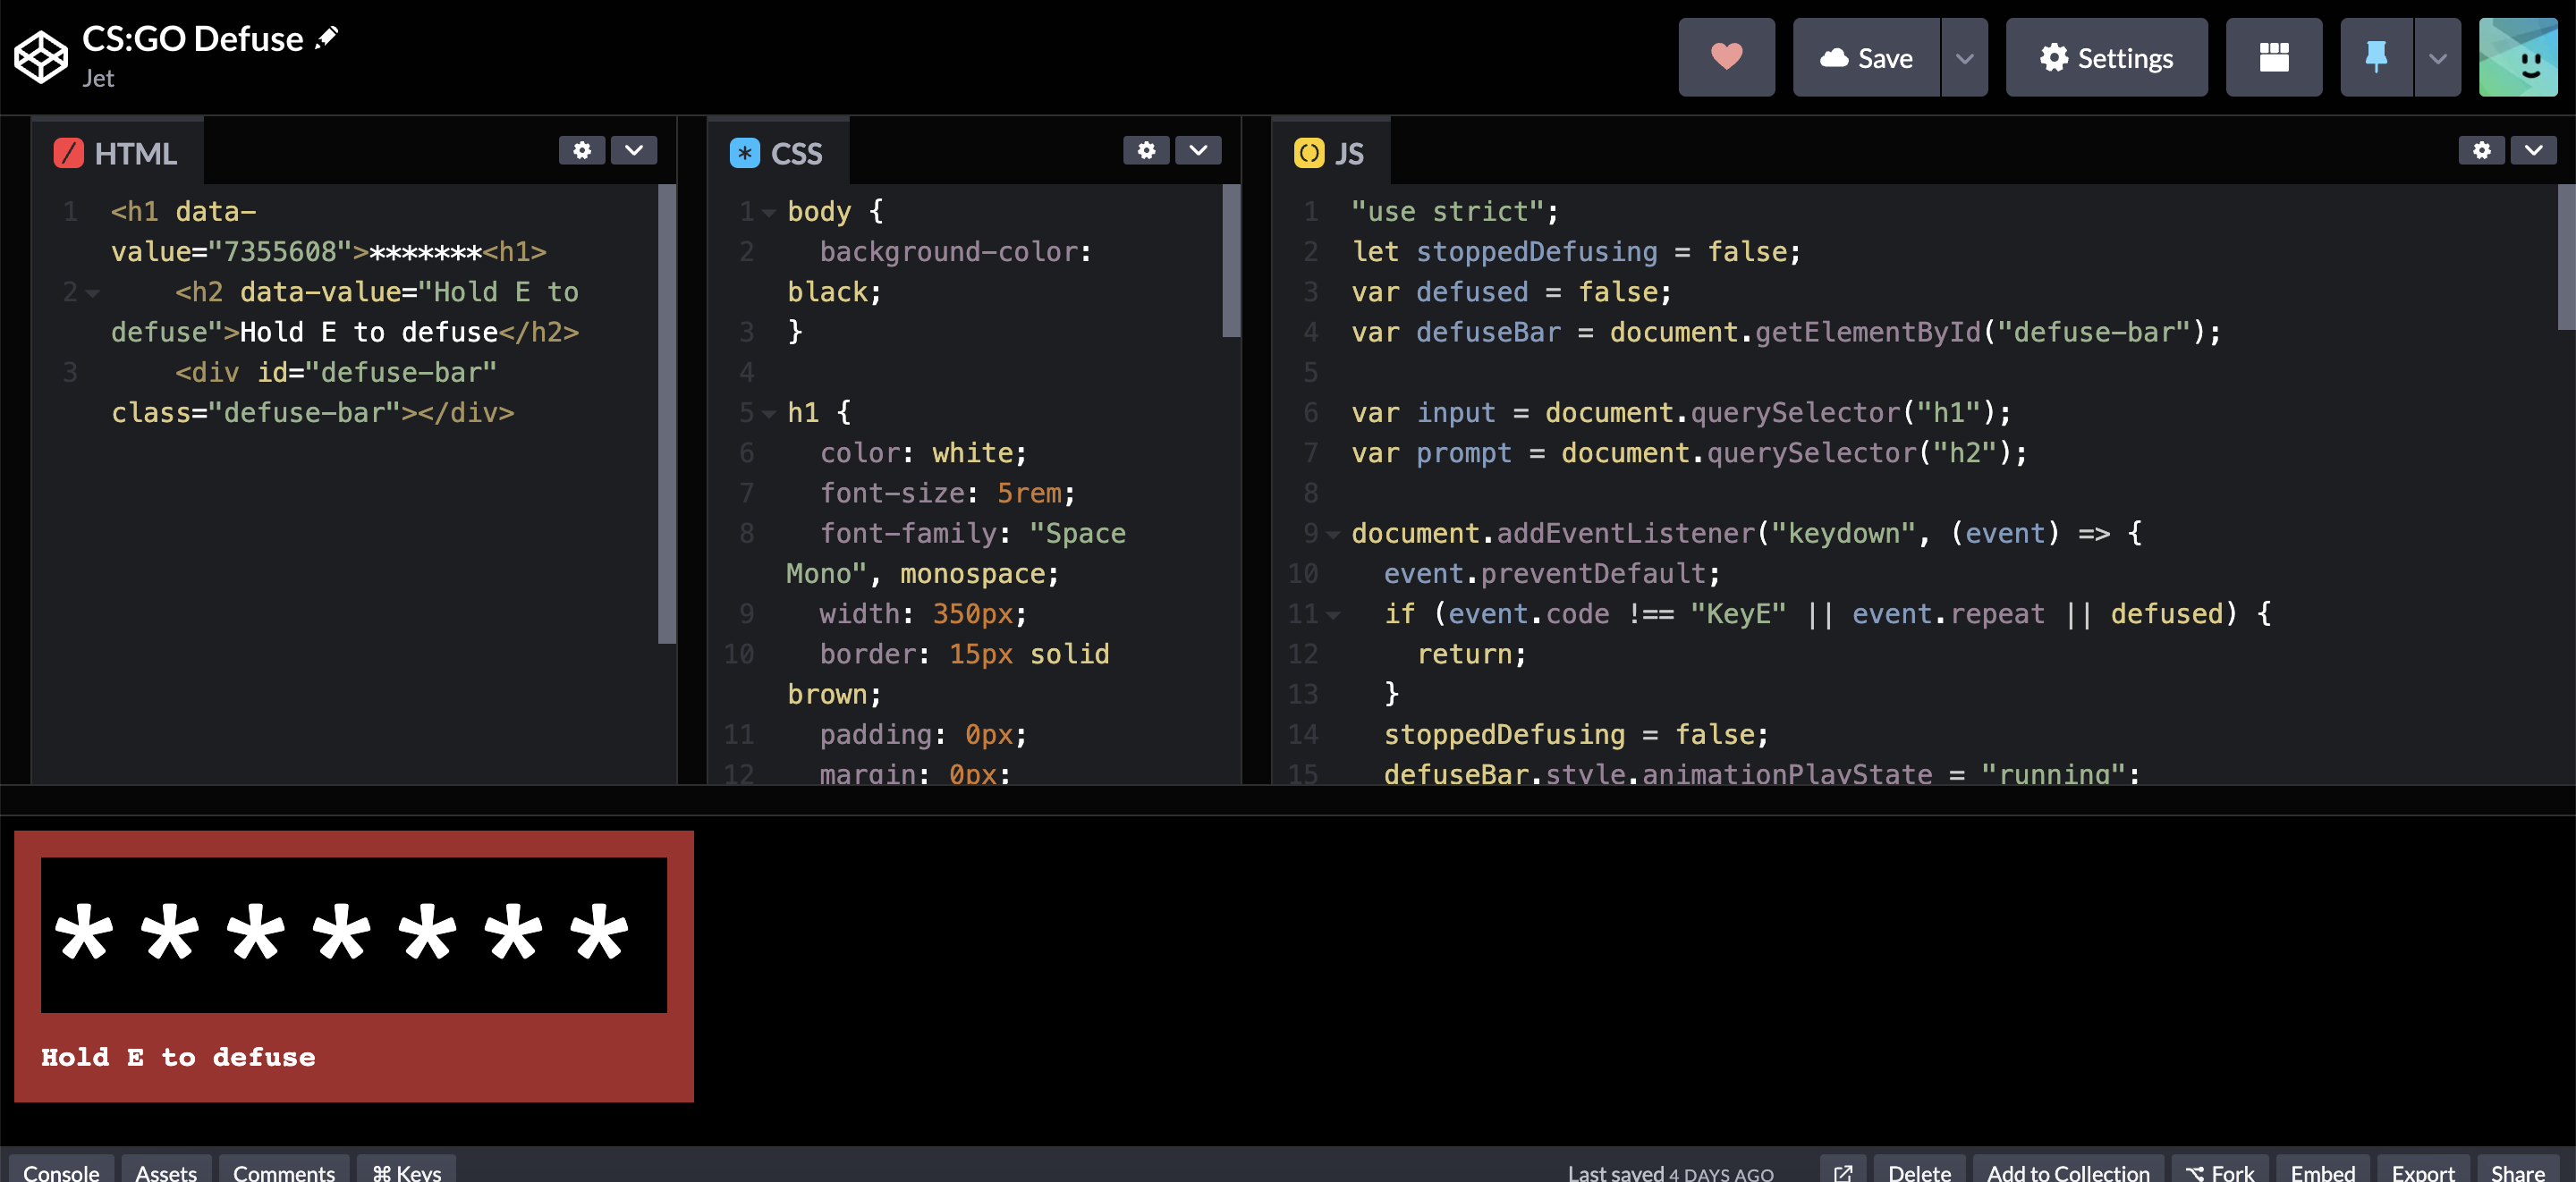 CS:GO Defuse
Jet
Save
Settings
HTML
1 <h1 data-
value="7355608">*******<h1>
2 <h2 data-value="Hold E to
defuse">Hold E to defuse</h2>
3 <div id="defuse-bar"
class="defuse-bar"></div>
* CSS
1 body {
2 background-color:
black;
3 }
4
5 h1 {
6 color: white;
7 font-size: 5rem;
8 font-family: "Space
Mono", monospace;
9 width: 350px;
10 border: 15px solid
brown;
11 padding: 0px;
12 margin: 0px;
() JS
1 "use strict";
2 let stoppedDefusing = false;
3 var defused = false;
4 var defuseBar = document.getElementById("defuse-bar");
5
6 var input = document.querySelector("h1");
7 var prompt = document.querySelector("h2");
8
9 document.addEventListener("keydown", (event) => {
10 event.preventDefault;
11 if (event.code !== "KeyE" || event.repeat || defused) {
12 return;
13 }
14 stoppedDefusing = false;
15 defuseBar.style.animationPlayState = "running";
*******
Hold E to defuse
Console Assets Comments ⌘ Keys Last saved 4 DAYS AGO Delete Add to Collection Fork Embed Export Share